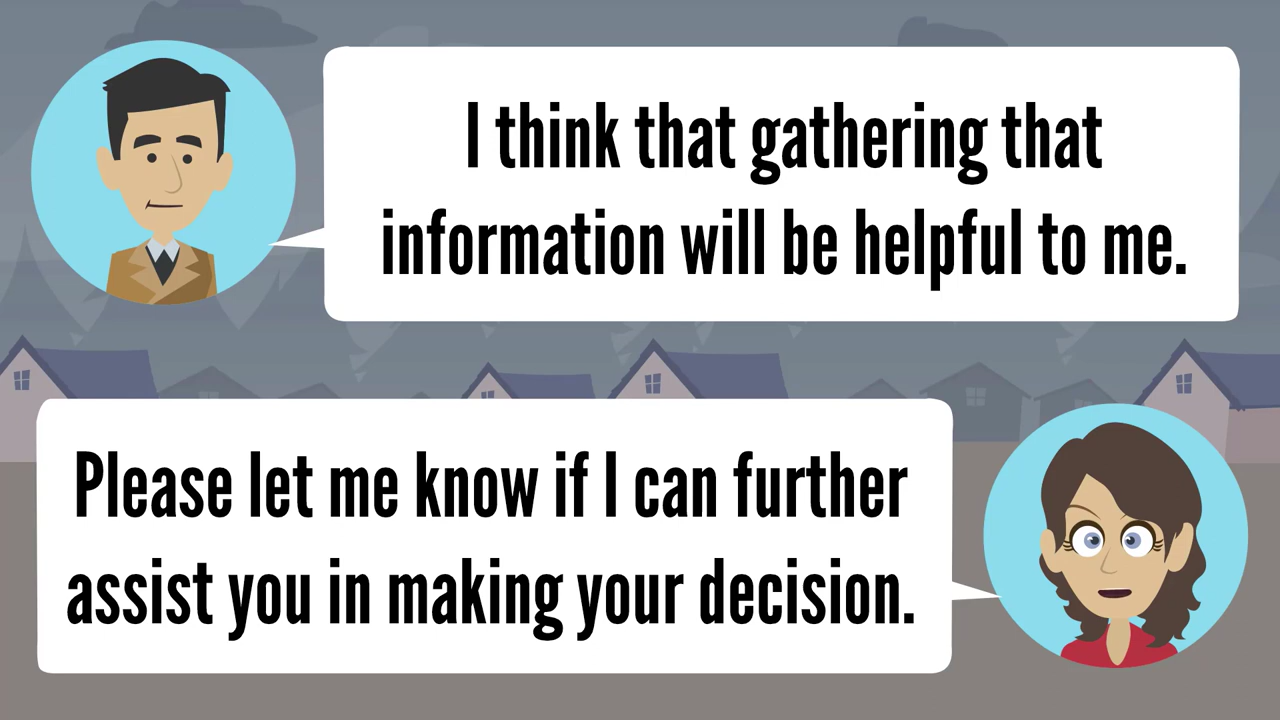 I think that gathering that
information will be helpful to me.
Please let me know if I can further
assist you in making your decision.